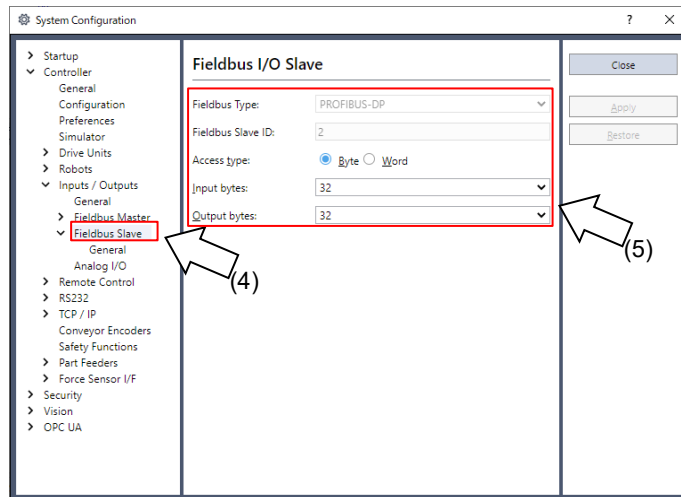 System Configuration
?
Startup
Controller
General
Configuration
Preferences
Simulator
Drive Units
Robots
Inputs / Outputs
General
Fieldbus Master
Fieldbus Slave
General
Analog I/O
Remote Control
RS232
TCP / IP
Conveyor Encoders
Safety Functions
Part Feeders
Force Sensor I/F
Security
Vision
OPC UA
(4)
Fieldbus I/O Slave
Fieldbus Type: PROFIBUS-DP
Fieldbus Slave ID: 2
Access type: Byte Word
Input bytes: 32
Output bytes: 32
(5)
Close
Apply
Restore